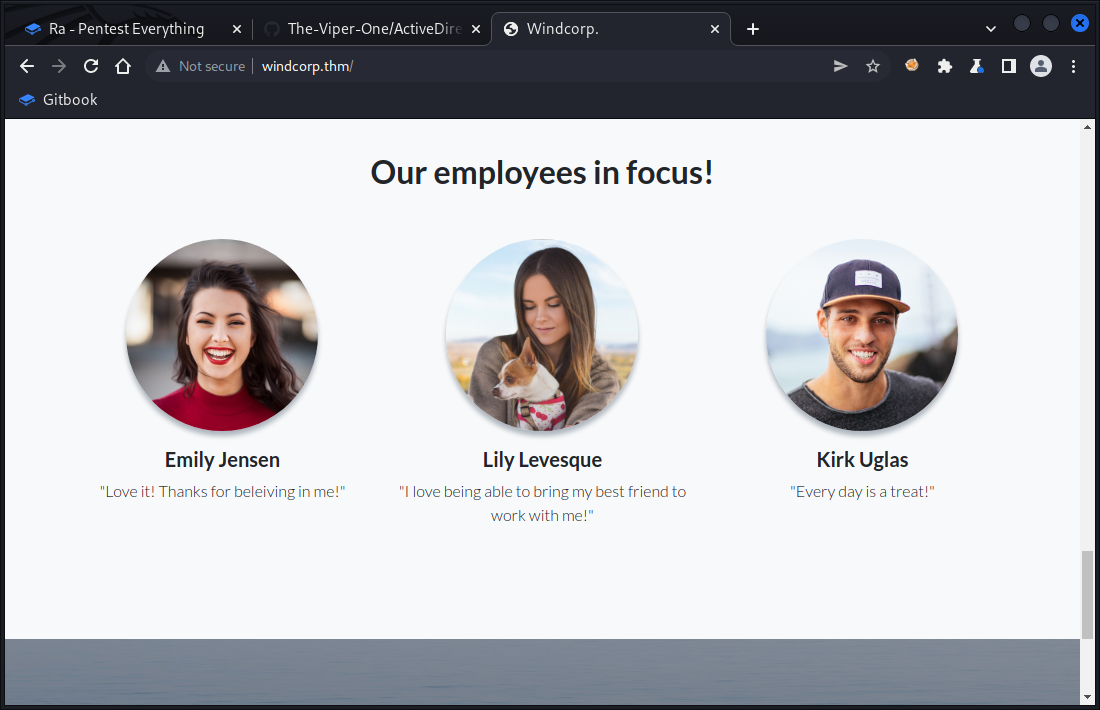 Ra - Pentest Everything
The-Viper-One/ActiveDire
Windcorp.
Not secure
windcorp.thm/
Gitbook
Our employees in focus!
Emily Jensen
Lily Levesque
Kirk Uglas
"Love it! Thanks for beleiving in me!"
"I love being able to bring my best friend to
work with me!"
"Every day is a treat!"